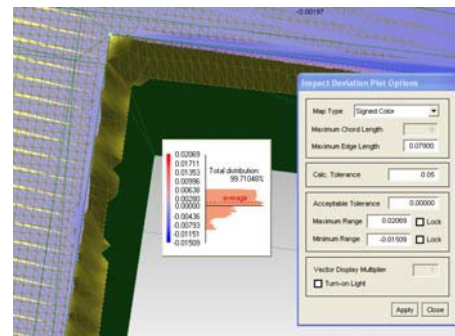 -0.00197
Impact Deviation Plot Options
Map Type Signed Color
Maximum Chord Length
Maximum Edge Length 0.07900
Calc. Tolerance 0.05
Acceptable Tolerance 0.00000
Maximum Range 0.02069 Lock
Minimum Range -0.01509 Lock
Vector Display Multiplier
Turn-on Light
Apply Close
0.02069
0.01711
0.01353
0.00996
0.00638
0.00280
0.00000
-0.00436
-0.00793
-0.01151
-0.01509
Total distribution:
99.71048%
average